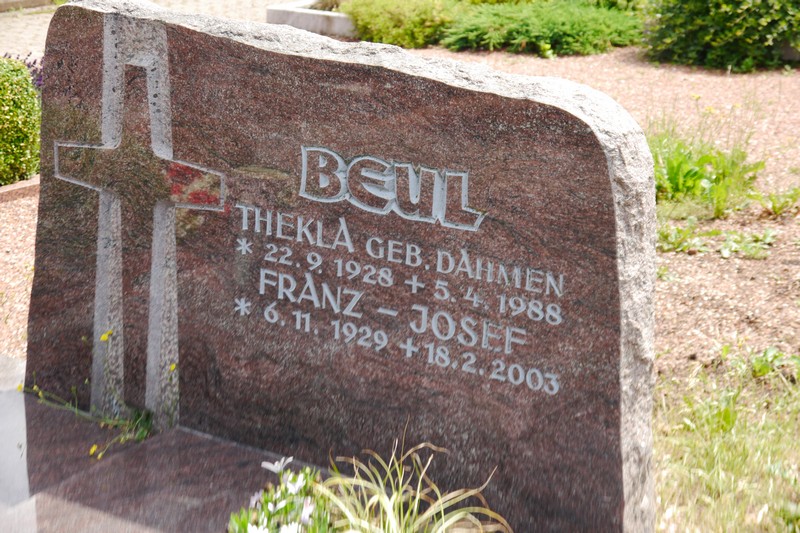 BEUL
THEKLA GEB. DAHMEN
* 22.9.1928 + 5.4.1988
FRANZ - JOSEF
* 6.11.1929 + 18.2.2003